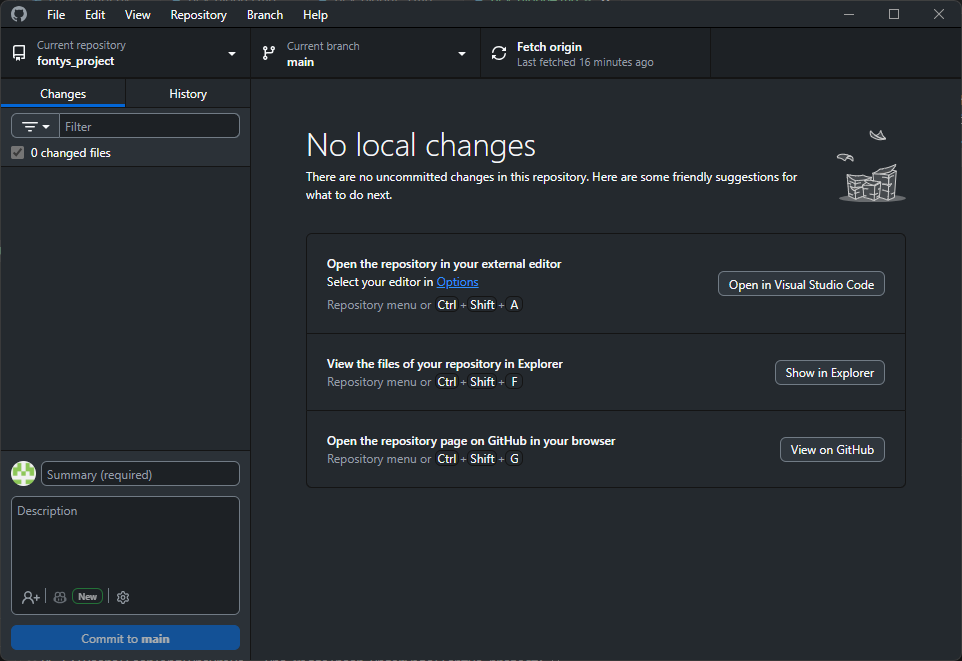 File Edit View Repository Branch Help
Current repository
fontys_project
Current branch
main
Fetch origin
Last fetched 16 minutes ago
Changes History
Filter
0 changed files
No local changes
There are no uncommitted changes in this repository. Here are some friendly suggestions for
what to do next.
Open the repository in your external editor
Select your editor in Options
Repository menu or Ctrl + Shift + A
Open in Visual Studio Code
View the files of your repository in Explorer
Repository menu or Ctrl + Shift + F
Show in Explorer
Open the repository page on GitHub in your browser
Repository menu or Ctrl + Shift + G
View on GitHub
Summary (required)
Description
New
Commit to main